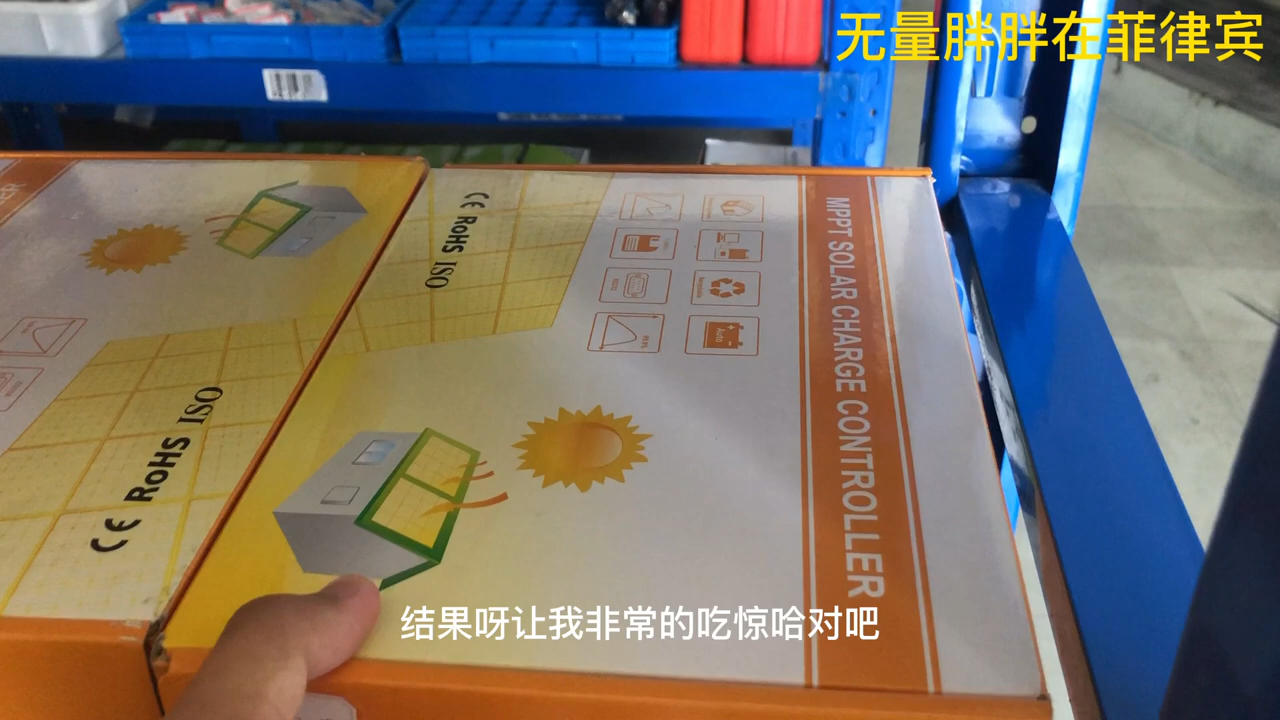 无量胖胖在菲律宾
MPPT SOLAR CHARGE CONTROLLER
CE RoHS ISO
Auto
CE RoHS ISO
结果呀让我非常的吃惊哈对吧